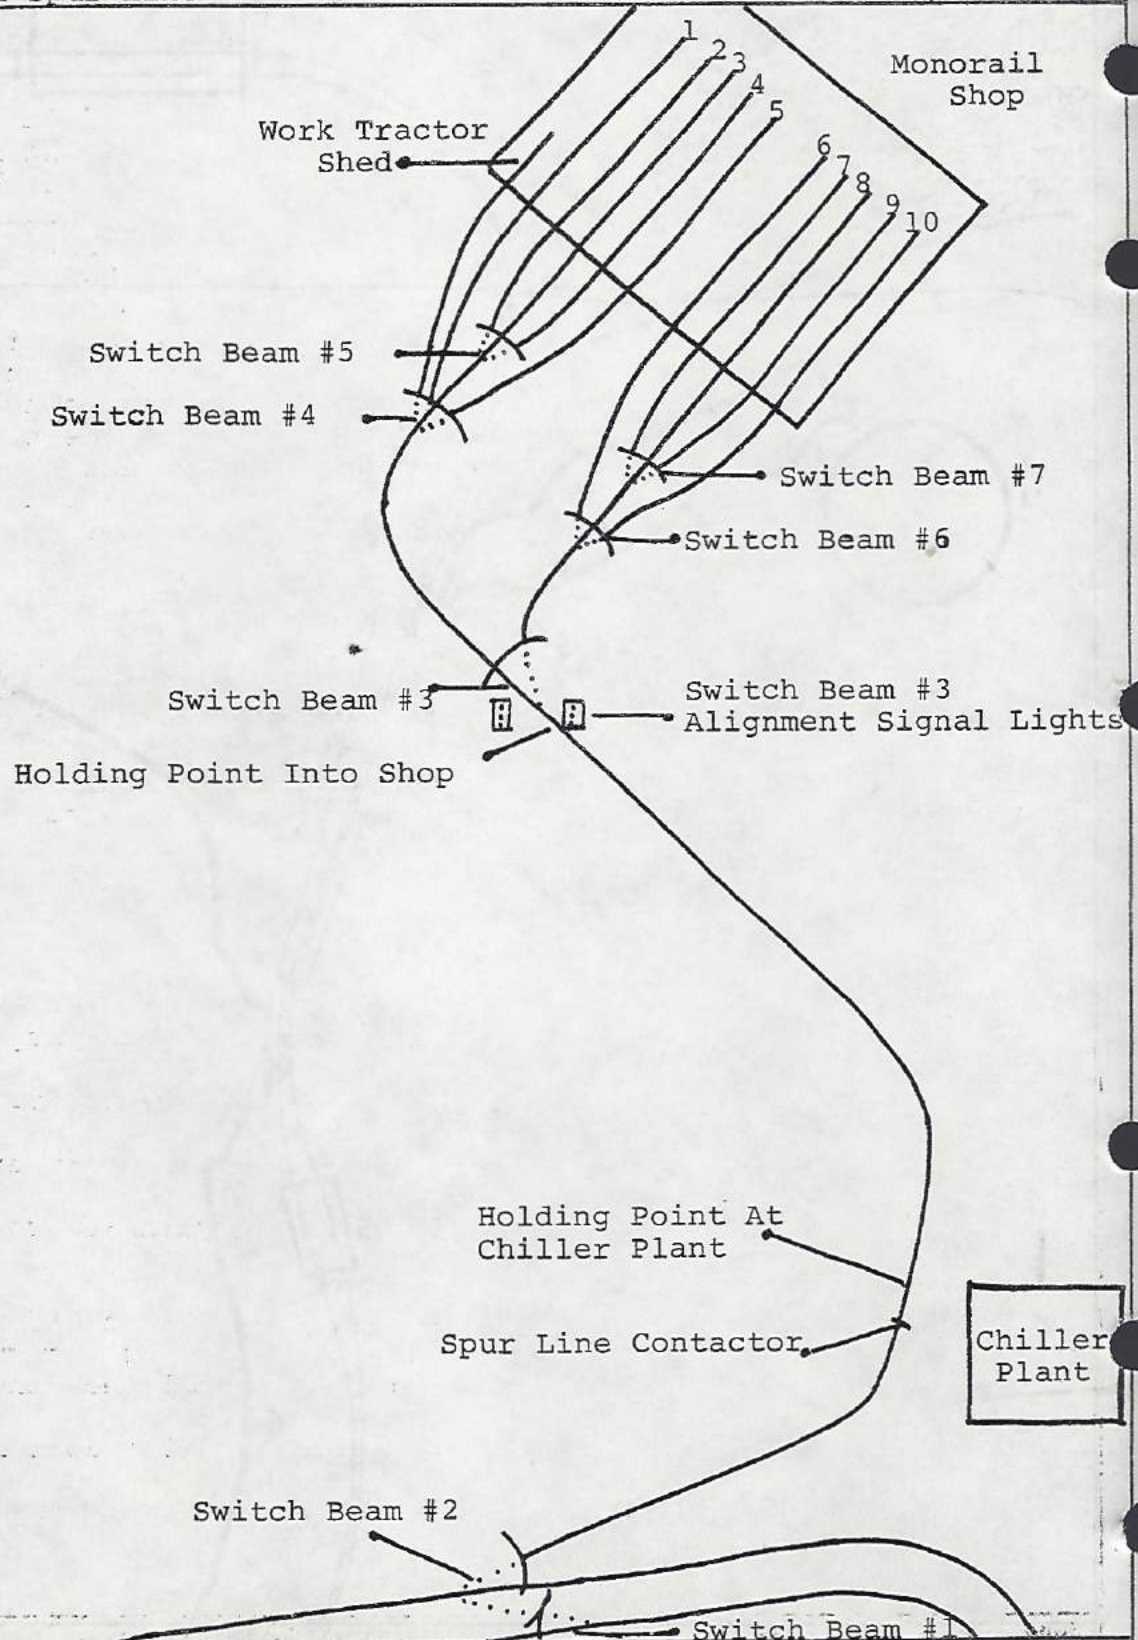 1
2
3
4
5
6
7
8
9
10
Monorail
Shop
Work Tractor
Shed
Switch Beam #5
Switch Beam #4
Switch Beam #7
Switch Beam #6
Switch Beam #3
Switch Beam #3
Alignment Signal Lights
Holding Point Into Shop
Holding Point At
Chiller Plant
Spur Line Contactor
Chiller
Plant
Switch Beam #2
Switch Beam #1